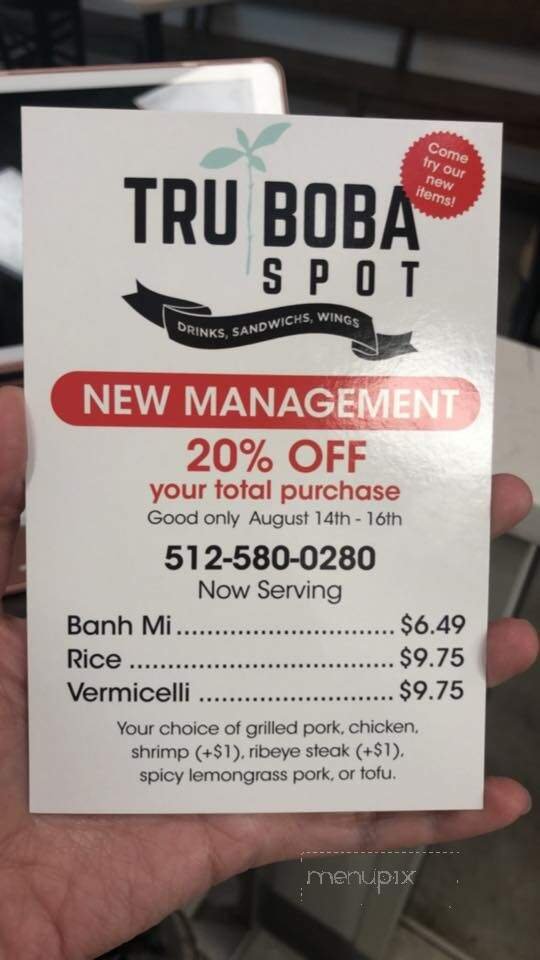 Come
try our
new
items!
TRU BOBA
SPOT
DRINKS, SANDWICHS, WINGS
NEW MANAGEMENT
20% OFF
your total purchase
Good only August 14th - 16th
512-580-0280
Now Serving
Banh Mi ............................ $6.49
Rice .................................. $9.75
Vermicelli ......................... $9.75
Your choice of grilled pork, chicken,
shrimp (+$1), ribeye steak (+$1),
spicy lemongrass pork, or tofu.
menupix